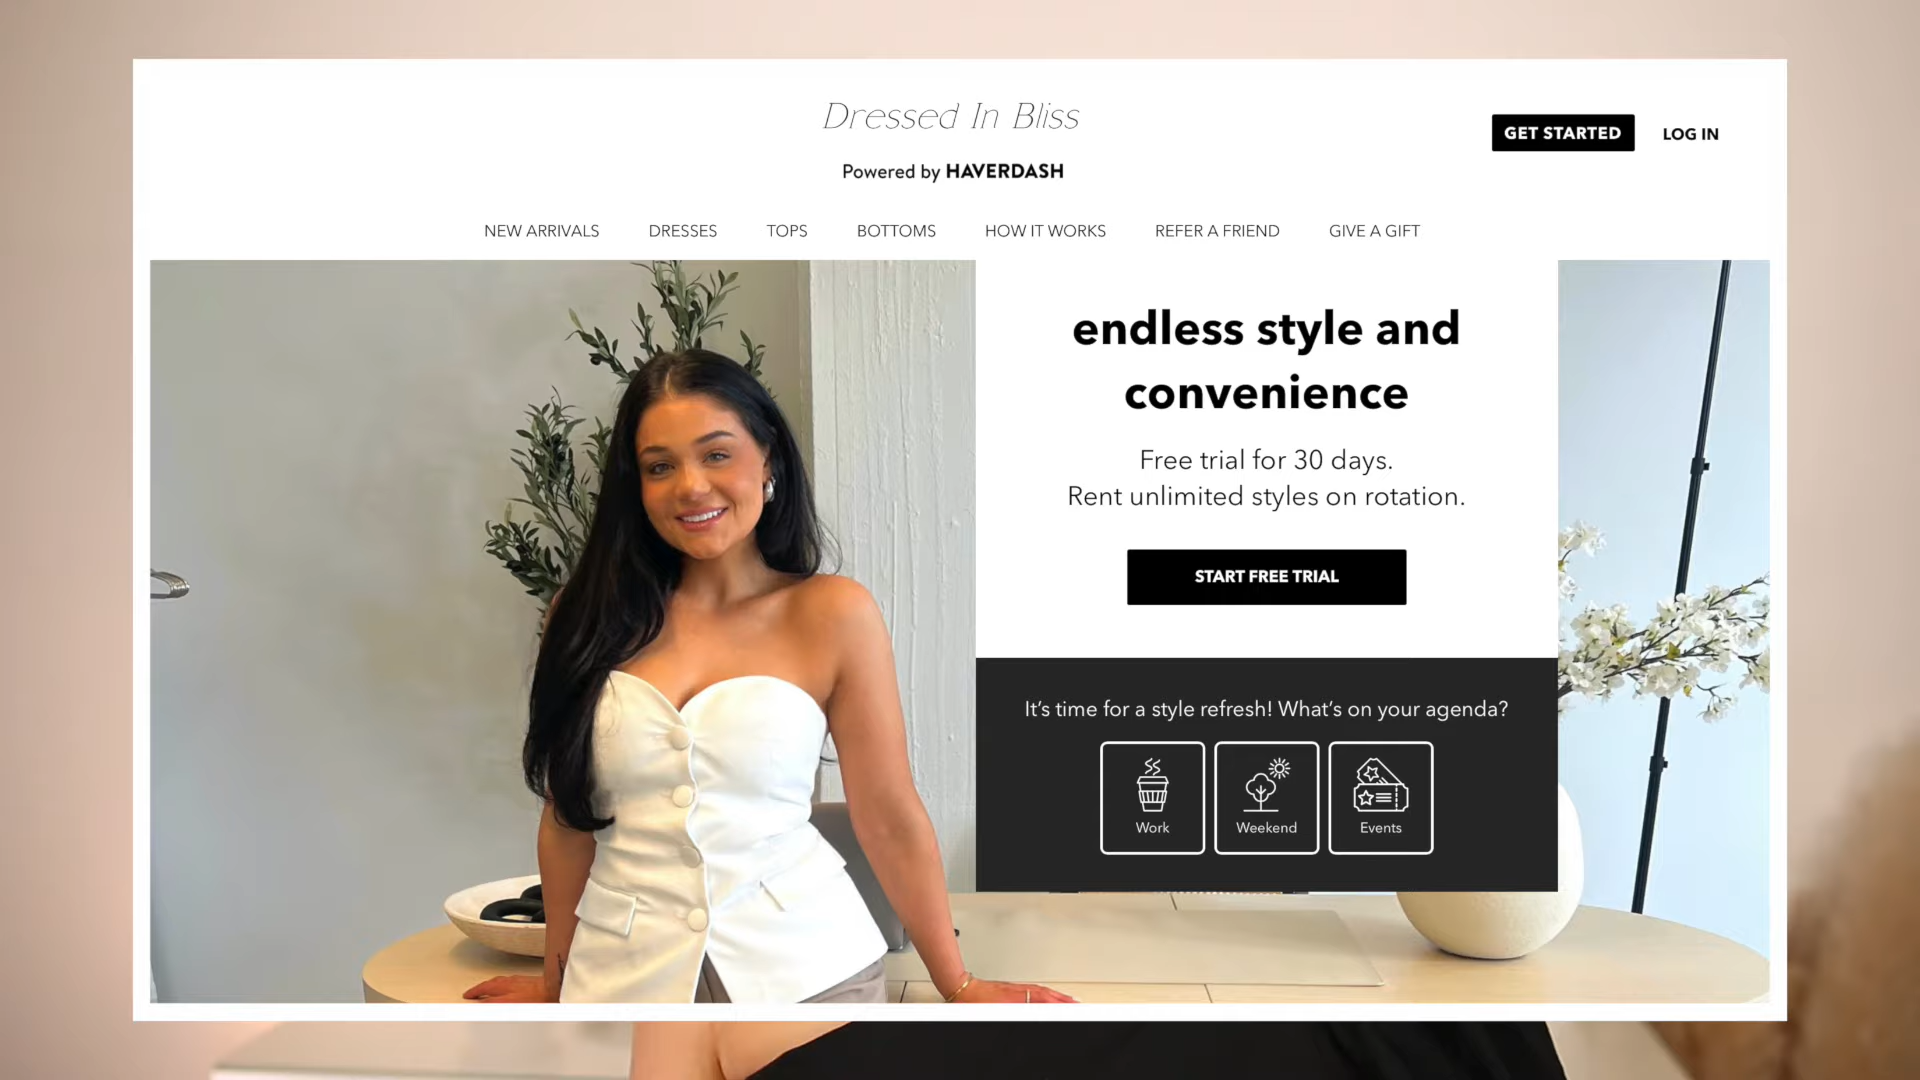 Dressed In Bliss
GET STARTED
LOG IN
Powered by HAVERDASH
NEW ARRIVALS
DRESSES
TOPS
BOTTOMS
HOW IT WORKS
REFER A FRIEND
GIVE A GIFT
endless style and
convenience
Free trial for 30 days.
Rent unlimited styles on rotation.
START FREE TRIAL
It’s time for a style refresh! What’s on your agenda?
Work
Weekend
Events